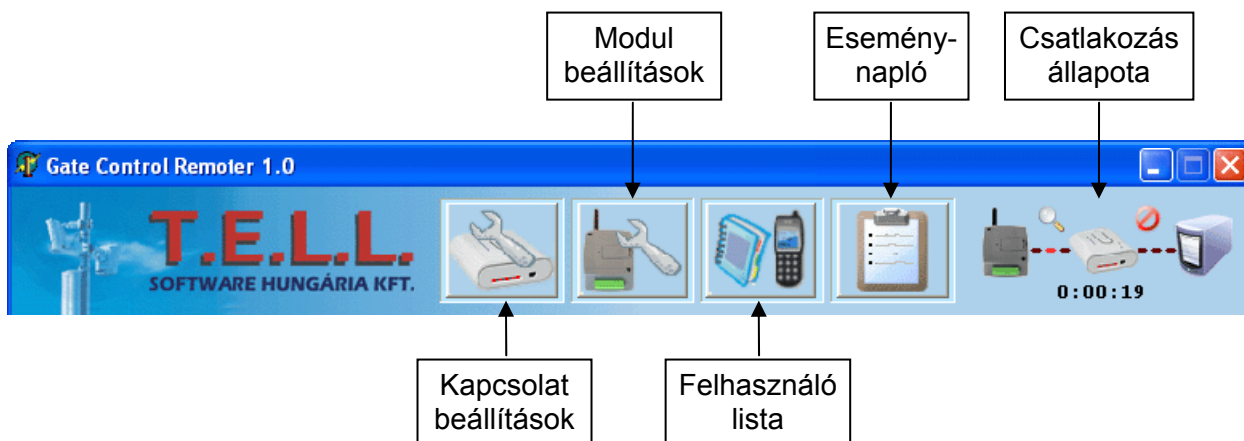 Modul
beállítások
Esemény-
napló
Csatlakozás
állapota
Gate Control Remoter 1.0
T.E.L.L.
SOFTWARE HUNGÁRIA KFT.
0:00:19
Kapcsolat
beállítások
Felhasználó
lista